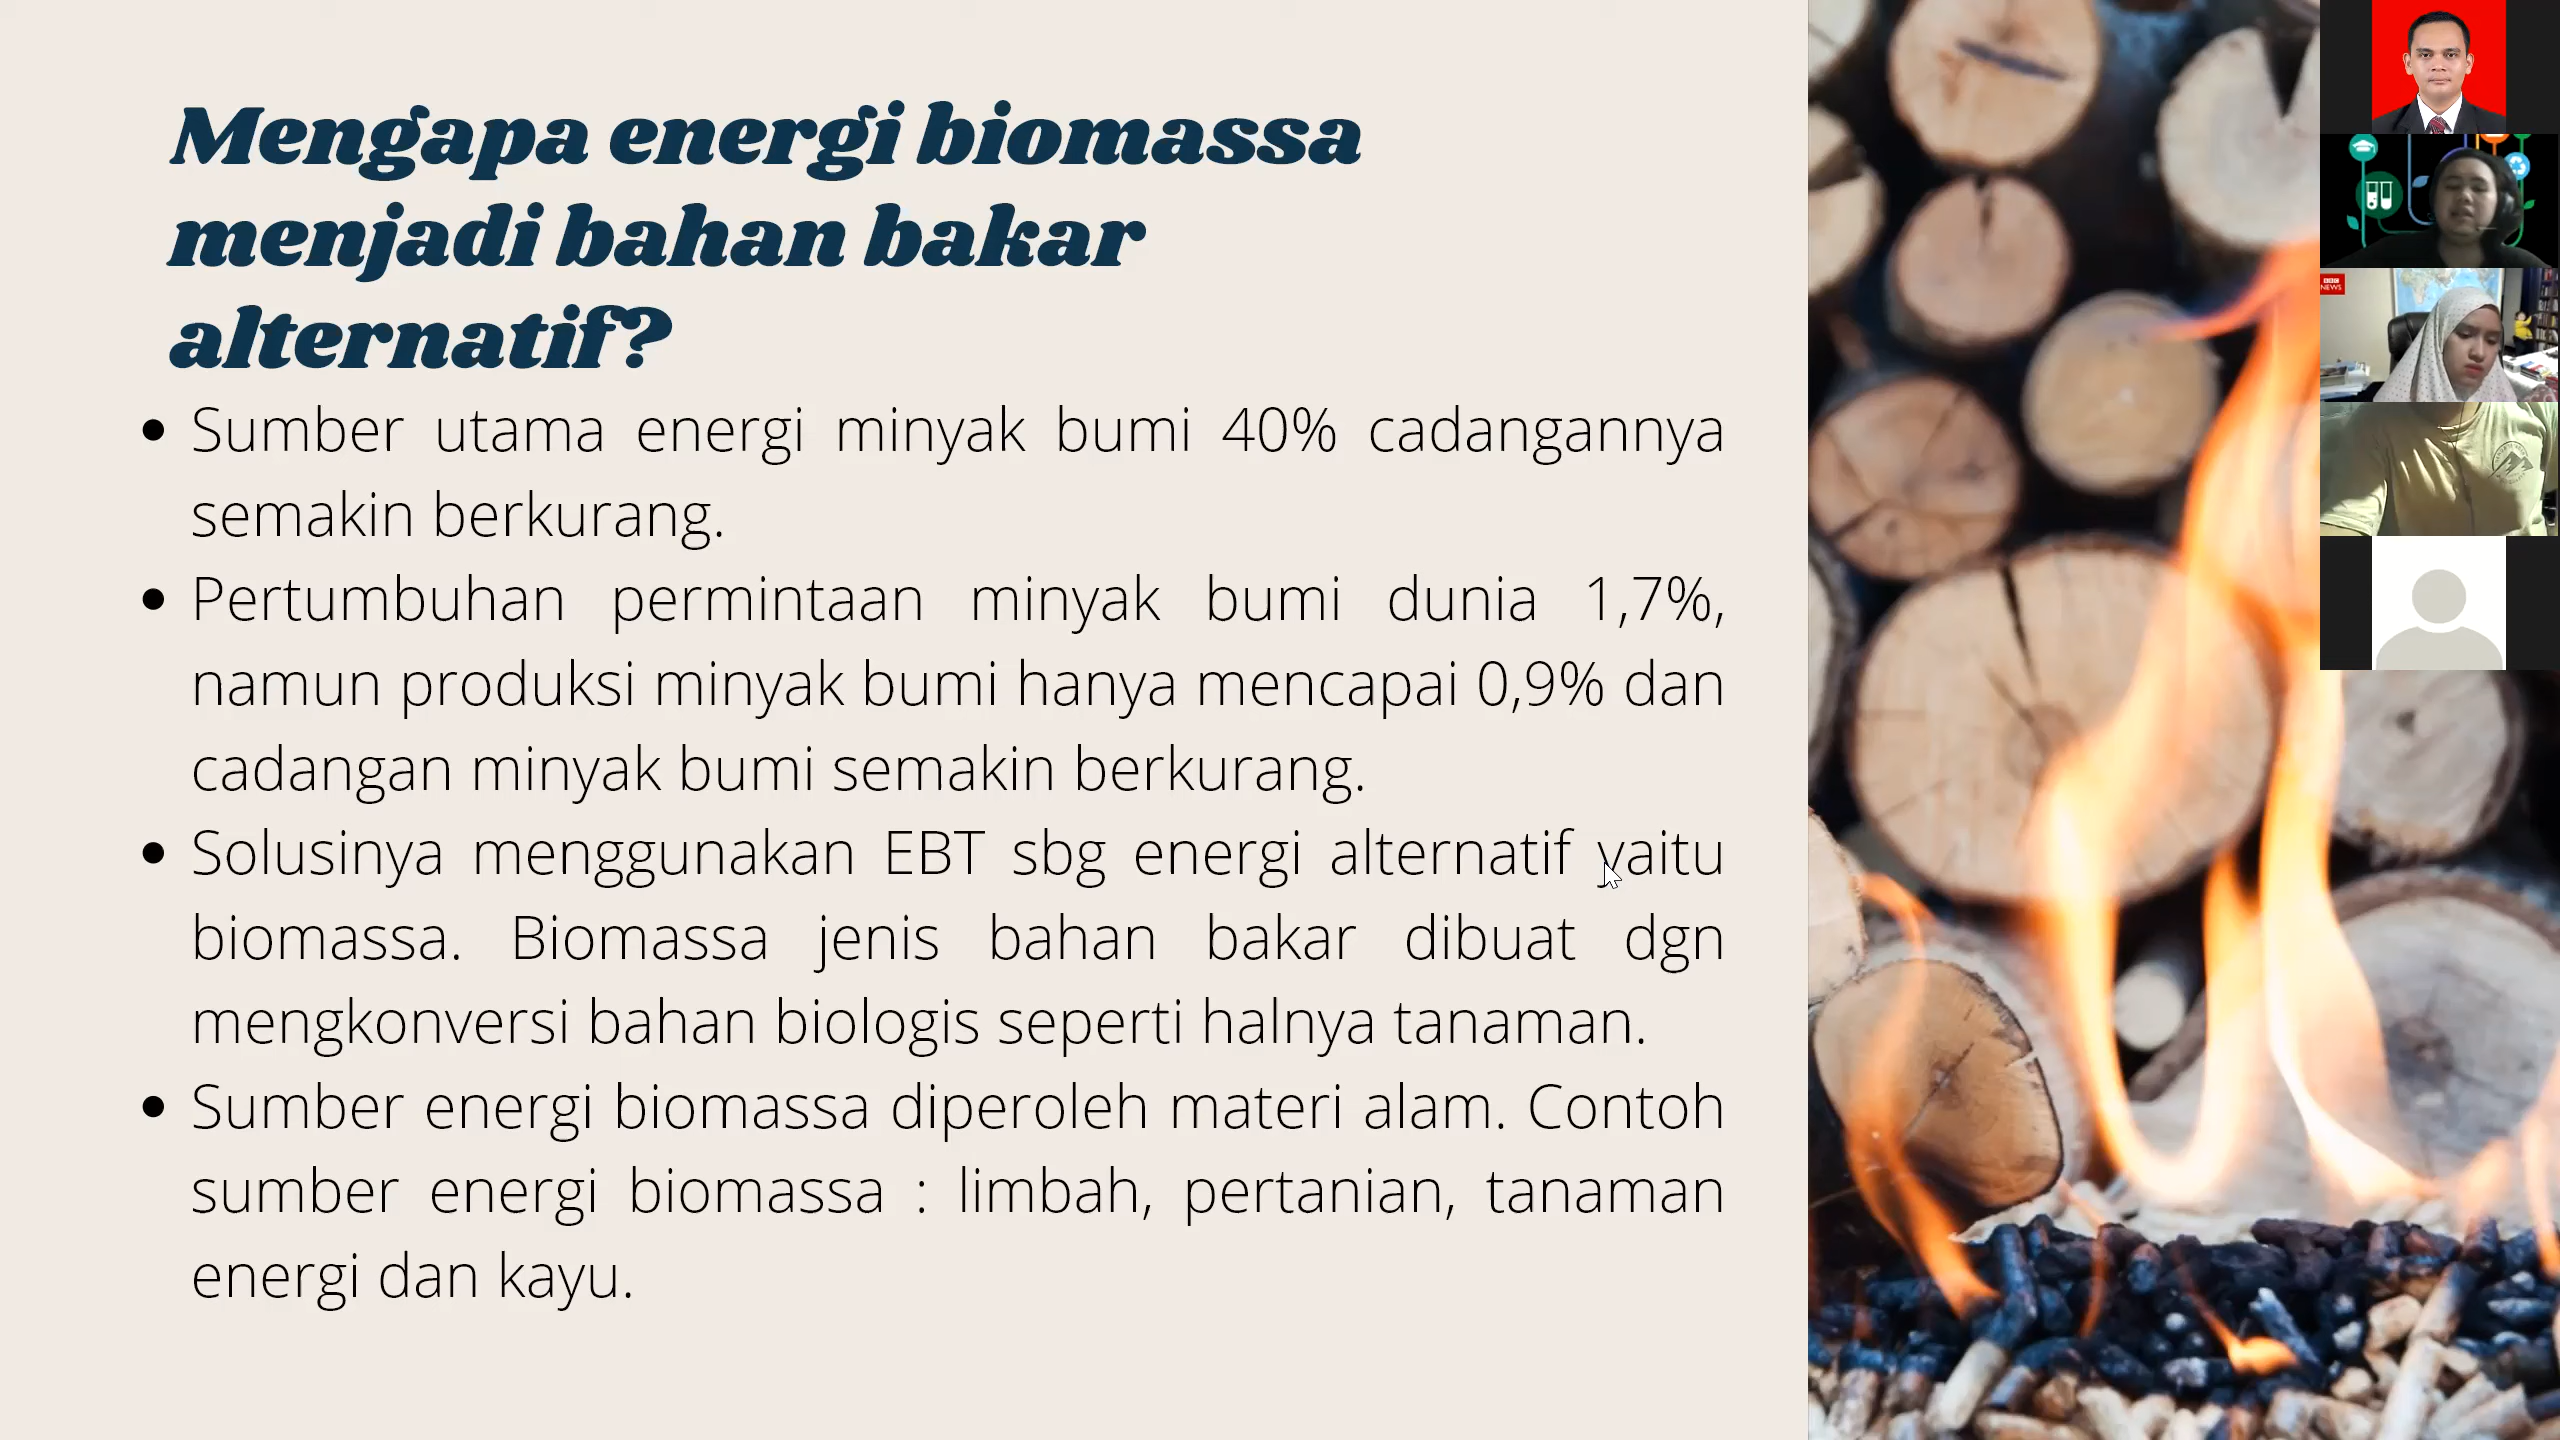 Mengapa energi biomassa
menjadi bahan bakar
alternatif?
• Sumber utama energi minyak bumi 40% cadangannya
semakin berkurang.
• Pertumbuhan permintaan minyak bumi dunia 1,7%,
namun produksi minyak bumi hanya mencapai 0,9% dan
cadangan minyak bumi semakin berkurang.
• Solusinya menggunakan EBT sbg energi alternatif yaitu
biomassa. Biomassa jenis bahan bakar dibuat dgn
mengkonversi bahan biologis seperti halnya tanaman.
• Sumber energi biomassa diperoleh materi alam. Contoh
sumber energi biomassa : limbah, pertanian, tanaman
energi dan kayu.
BBC
NEWS